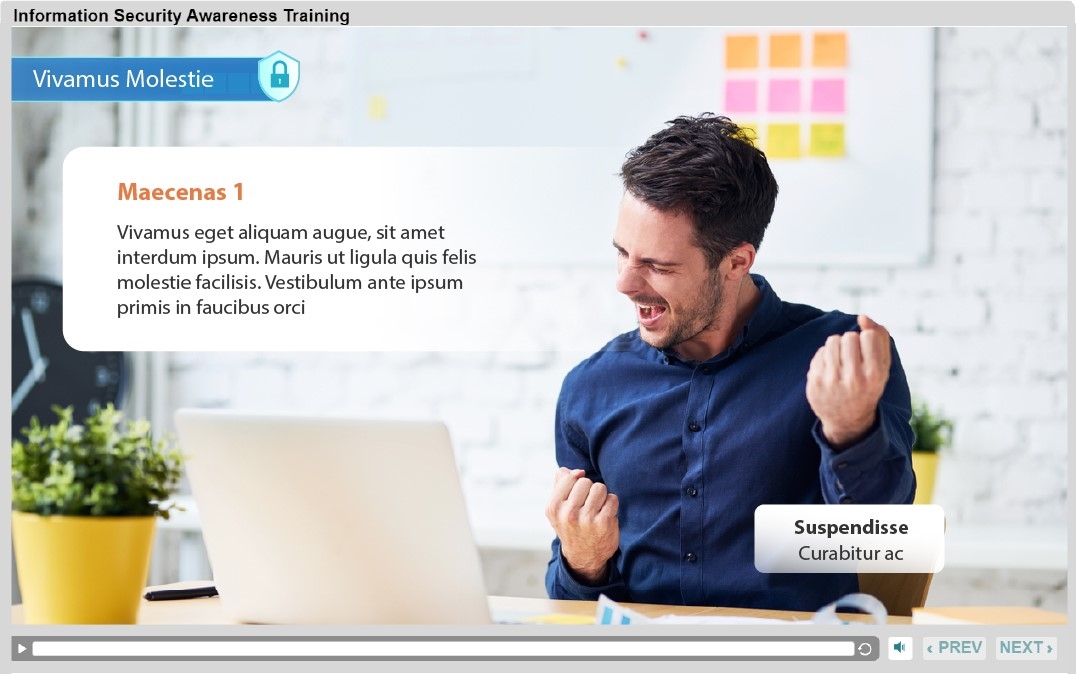 Information Security Awareness Training
Vivamus Molestie
Maecenas 1
Vivamus eget aliquam augue, sit amet
interdum ipsum. Mauris ut ligula quis felis
molestie facilisis. Vestibulum ante ipsum
primis in faucibus orci
Suspendisse
Curabitur ac
‹ PREV
NEXT ›